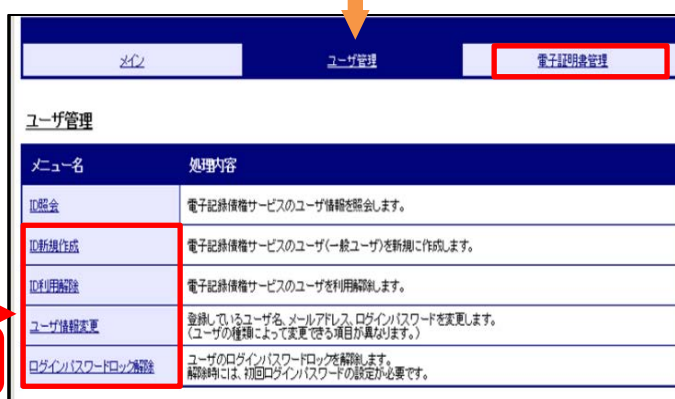 メイン
ユーザ管理
電子証明書管理
ユーザ管理
メニュー名 処理内容
ID照会 電子記録債権サービスのユーザ情報を照会します。
ID新規作成 電子記録債権サービスのユーザ(一般ユーザ)を新規に作成します。
ID利用解除 電子記録債権サービスのユーザを利用解除します。
ユーザ情報変更 登録しているユーザ名、メールアドレス、ログインパスワードを変更します。
(ユーザの種類によって変更できる項目が異なります。)
ログインパスワードロック解除 ユーザのログインパスワードロックを解除します。
解除時には、初回ログインパスワードの設定が必要です。